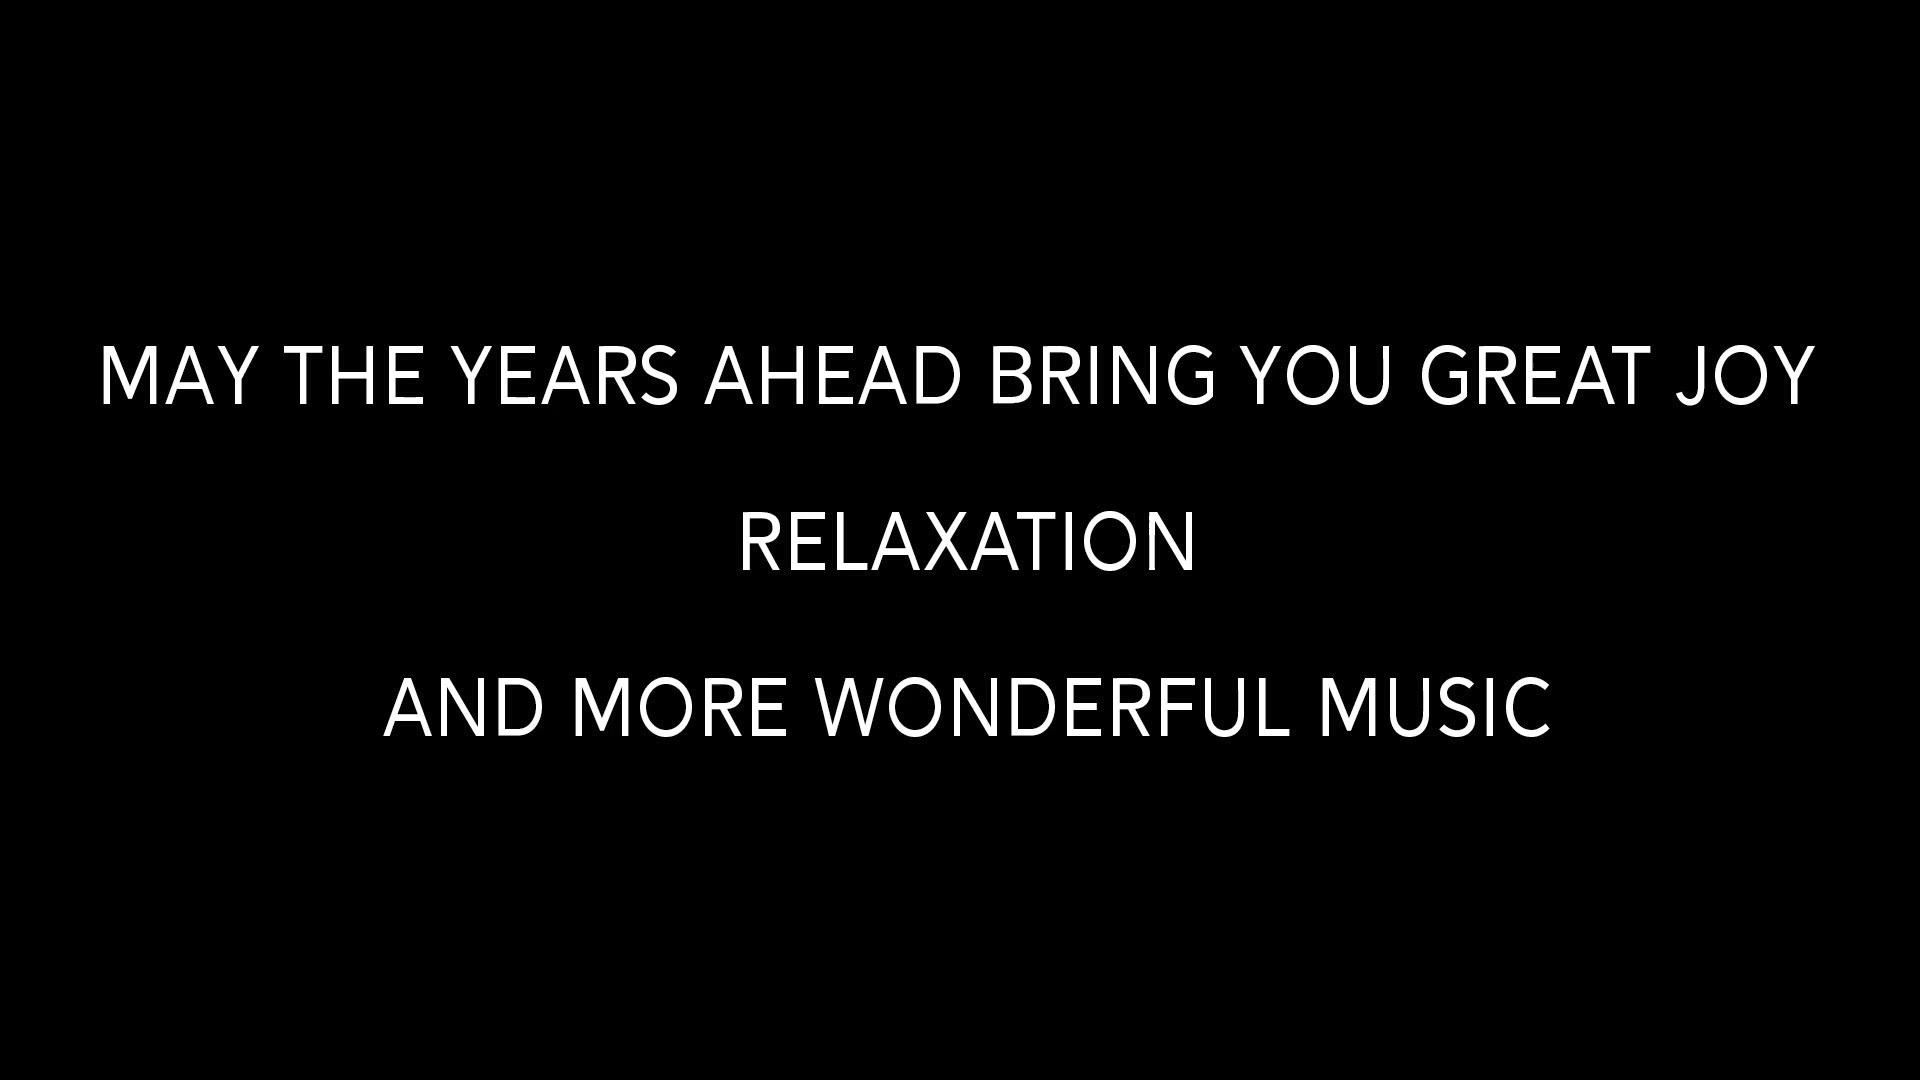 MAY THE YEARS AHEAD BRING YOU GREAT JOY
RELAXATION
AND MORE WONDERFUL MUSIC